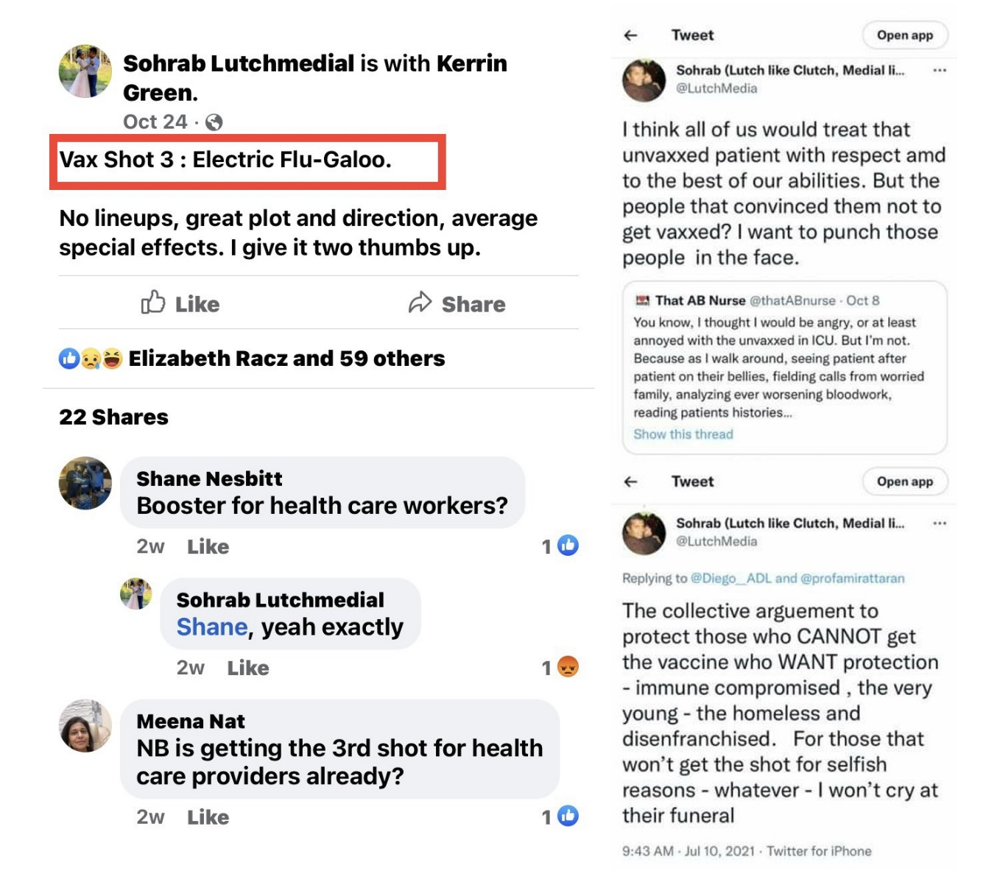 Sohrab Lutchmedial is with Kerrin
Green.
Oct 24 ·
Vax Shot 3 : Electric Flu-Galoo.
No lineups, great plot and direction, average
special effects. I give it two thumbs up.
Like
Share
Elizabeth Racz and 59 others
22 Shares
Shane Nesbitt
Booster for health care workers?
2w Like
1
Sohrab Lutchmedial
Shane, yeah exactly
2w Like
1
Meena Nat
NB is getting the 3rd shot for health
care providers already?
2w Like
1
Tweet
Open app
Sohrab (Lutch like Clutch, Medial li...
@LutchMedia
I think all of us would treat that
unvaxxed patient with respect amd
to the best of our abilities. But the
people that convinced them not to
get vaxxed? I want to punch those
people in the face.
That AB Nurse @thatABnurse · Oct 8
You know, I thought I would be angry, or at least
annoyed with the unvaxxed in ICU. But I'm not.
Because as I walk around, seeing patient after
patient on their bellies, fielding calls from worried
family, analyzing ever worsening bloodwork,
reading patients histories...
Show this thread
Tweet
Open app
Sohrab (Lutch like Clutch, Medial li...
@LutchMedia
Replying to @Diego__ADL and @profamirattaran
The collective arguement to
protect those who CANNOT get
the vaccine who WANT protection
- immune compromised , the very
young - the homeless and
disenfranchised. For those that
won't get the shot for selfish
reasons - whatever - I won't cry at
their funeral
9:43 AM · Jul 10, 2021 · Twitter for iPhone